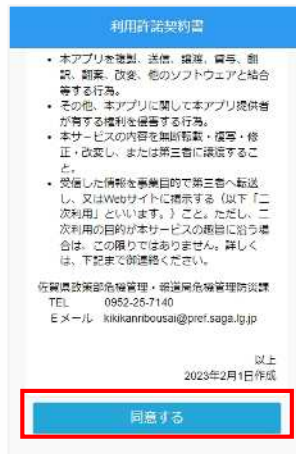 利用許諾契約書
• 本アプリを複製、送信、譲渡、貸与、翻
訳、翻案、改変、他のソフトウェアと結合
等する行為。
• その他、本アプリに関して本アプリ提供者
が有する権利を侵害する行為。
• 本サービスの内容を無断転載・複写・修
正・改変し、または第三者に譲渡するこ
と。
• 受信した情報を事業目的で第三者へ転送
し、又はWebサイトに掲示する（以下「二
次利用」といいます。）こと。ただし、二
次利用の目的が本サービスの趣旨に沿う場
合は、この限りではありません。詳しく
は、下記まで御連絡ください。
佐賀県政策部危機管理・報道局危機管理防災課
TEL 0952-25-7140
Eメール kikikanribousai@pref.saga.lg.jp
以上
2023年2月1日作成
同意する